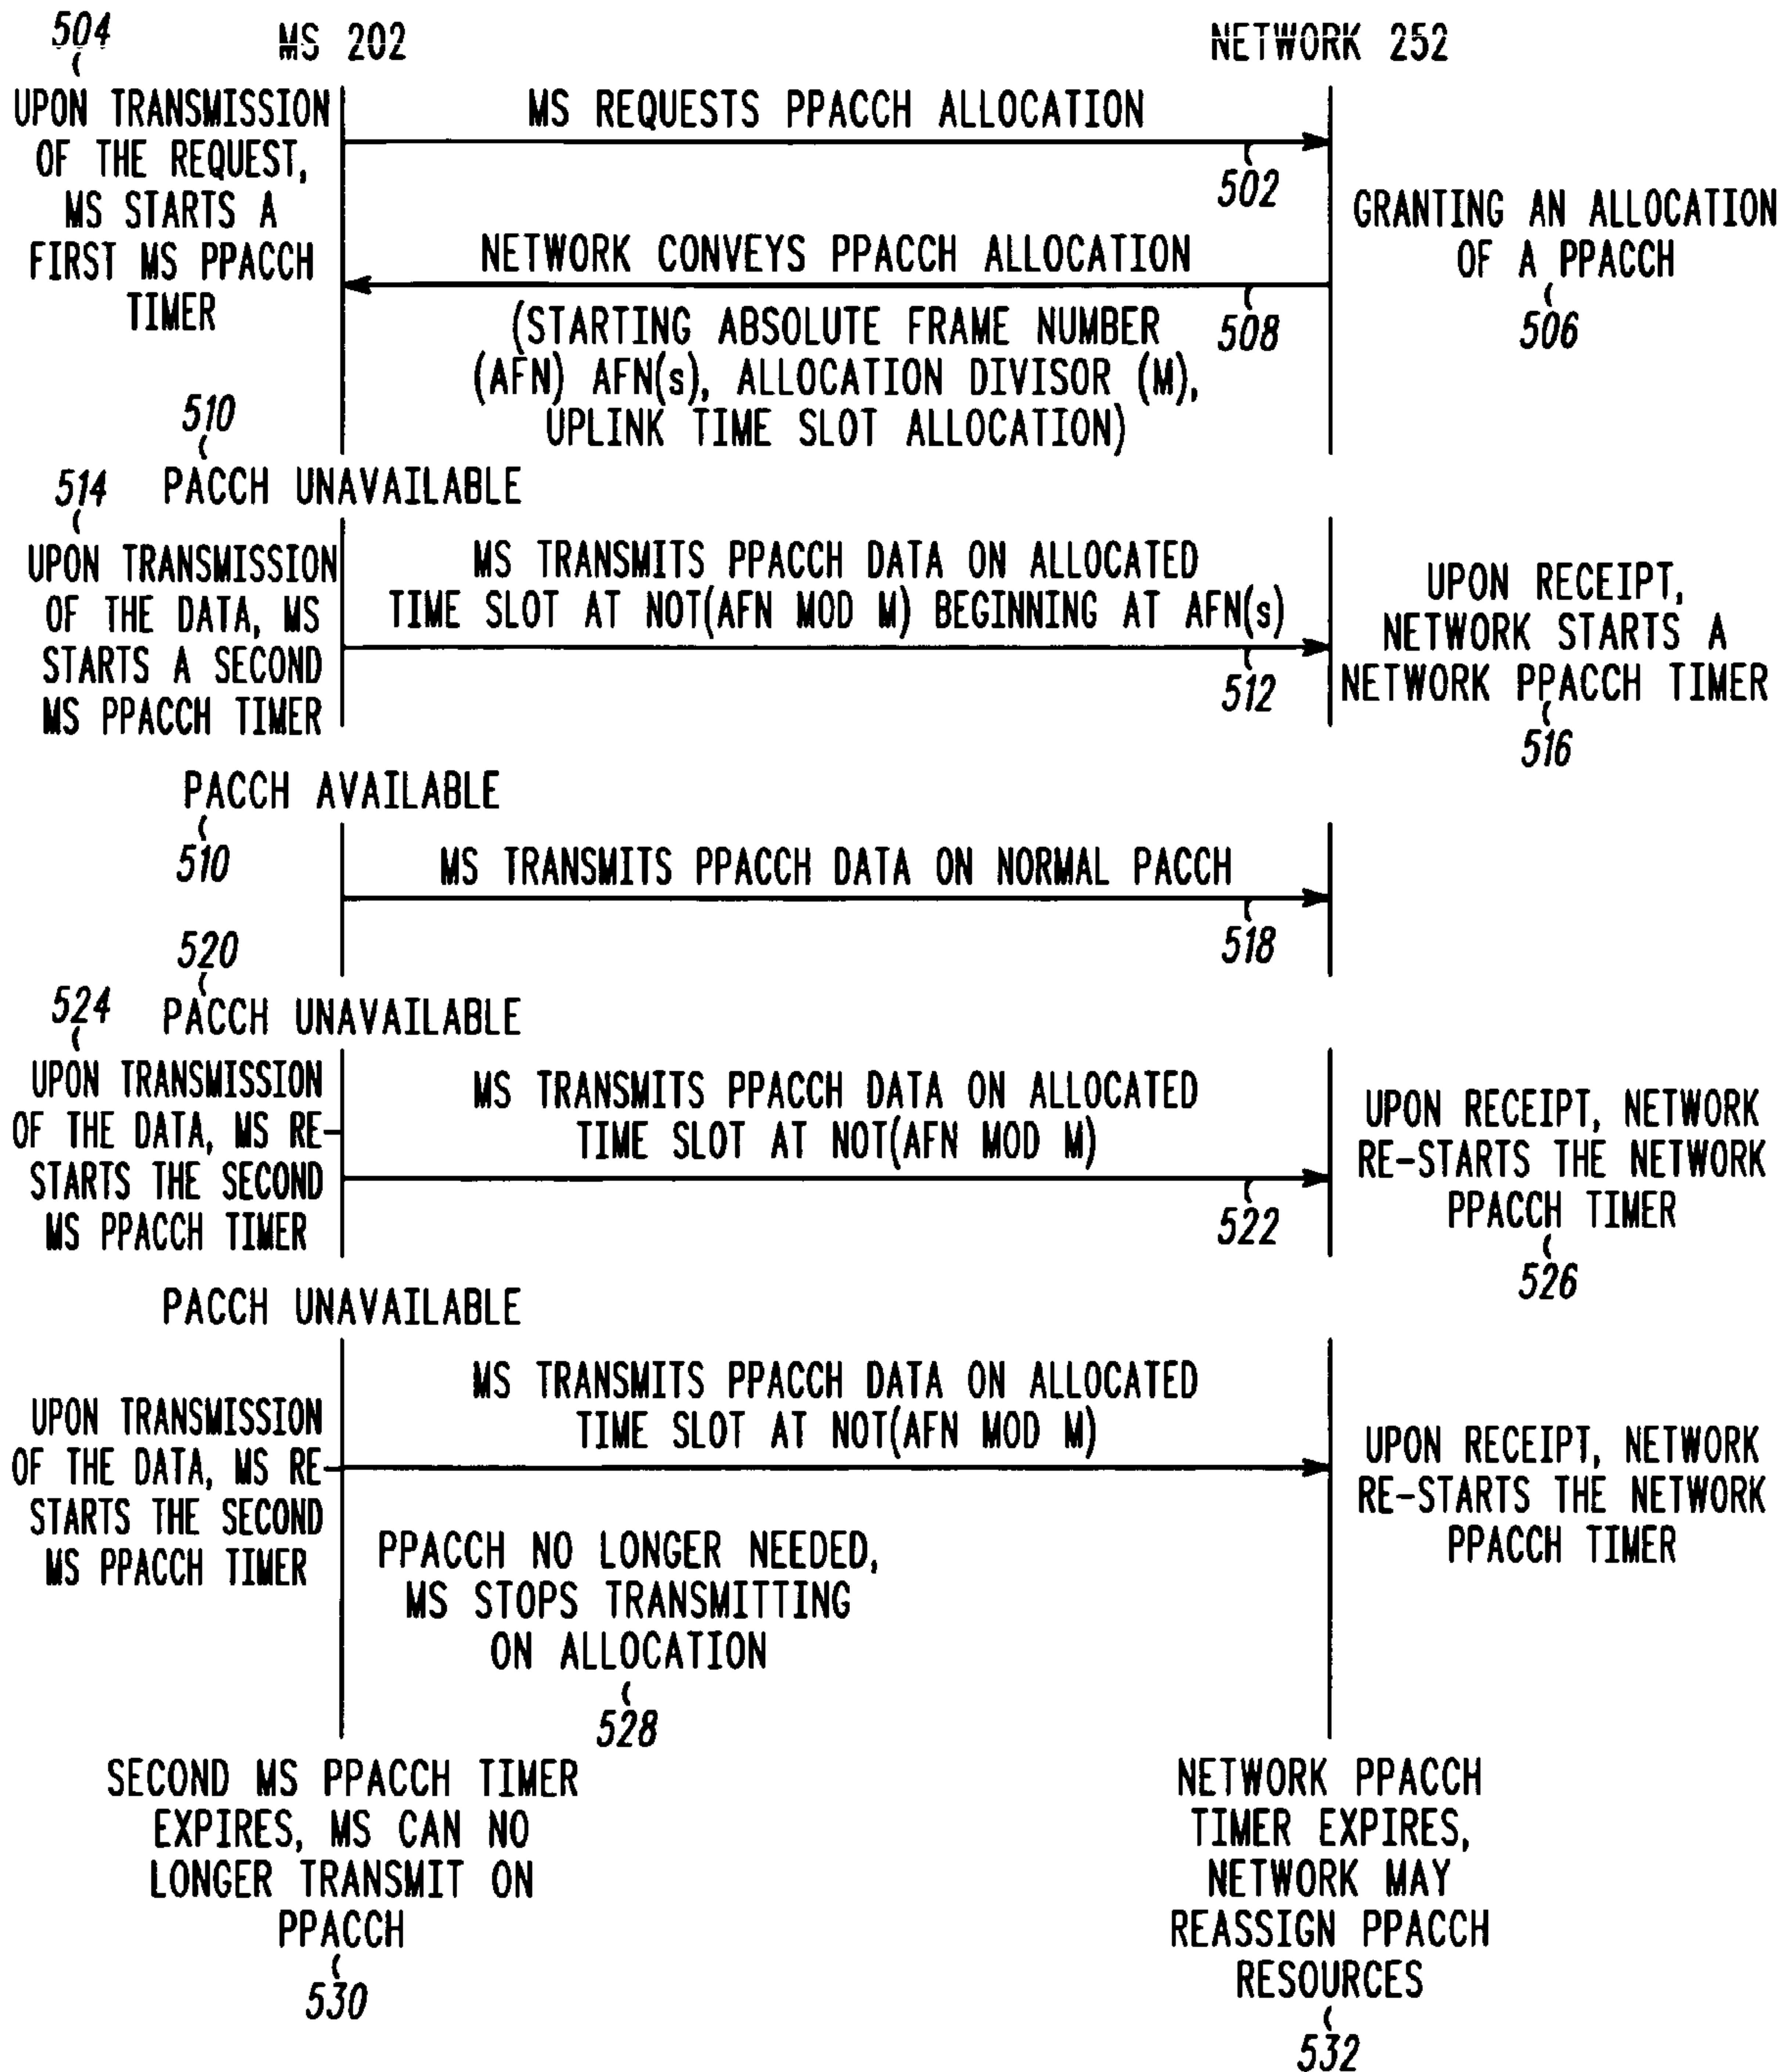 504
MS 202
NETWORK 252
UPON TRANSMISSION
OF THE REQUEST,
MS STARTS A
FIRST MS PPACCH
TIMER
MS REQUESTS PPACCH ALLOCATION
502
GRANTING AN ALLOCATION
OF A PPACCH
506
NETWORK CONVEYS PPACCH ALLOCATION
508
(STARTING ABSOLUTE FRAME NUMBER
(AFN) AFN(s), ALLOCATION DIVISOR (M),
UPLINK TIME SLOT ALLOCATION)
510
PACCH UNAVAILABLE
514
UPON TRANSMISSION
OF THE DATA, MS
STARTS A SECOND
MS PPACCH TIMER
MS TRANSMITS PPACCH DATA ON ALLOCATED
TIME SLOT AT NOT(AFN MOD M) BEGINNING AT AFN(s)
512
UPON RECEIPT,
NETWORK STARTS A
NETWORK PPACCH TIMER
516
PACCH AVAILABLE
510
MS TRANSMITS PPACCH DATA ON NORMAL PACCH
518
520
PACCH UNAVAILABLE
524
UPON TRANSMISSION
OF THE DATA, MS RE-
STARTS THE SECOND
MS PPACCH TIMER
MS TRANSMITS PPACCH DATA ON ALLOCATED
TIME SLOT AT NOT(AFN MOD M)
522
UPON RECEIPT, NETWORK
RE-STARTS THE NETWORK
PPACCH TIMER
526
PACCH UNAVAILABLE
UPON TRANSMISSION
OF THE DATA, MS RE-
STARTS THE SECOND
MS PPACCH TIMER
MS TRANSMITS PPACCH DATA ON ALLOCATED
TIME SLOT AT NOT(AFN MOD M)
UPON RECEIPT, NETWORK
RE-STARTS THE NETWORK
PPACCH TIMER
PPACCH NO LONGER NEEDED,
MS STOPS TRANSMITTING
ON ALLOCATION
528
SECOND MS PPACCH TIMER
EXPIRES, MS CAN NO
LONGER TRANSMIT ON
PPACCH
530
NETWORK PPACCH
TIMER EXPIRES,
NETWORK MAY
REASSIGN PPACCH
RESOURCES
532